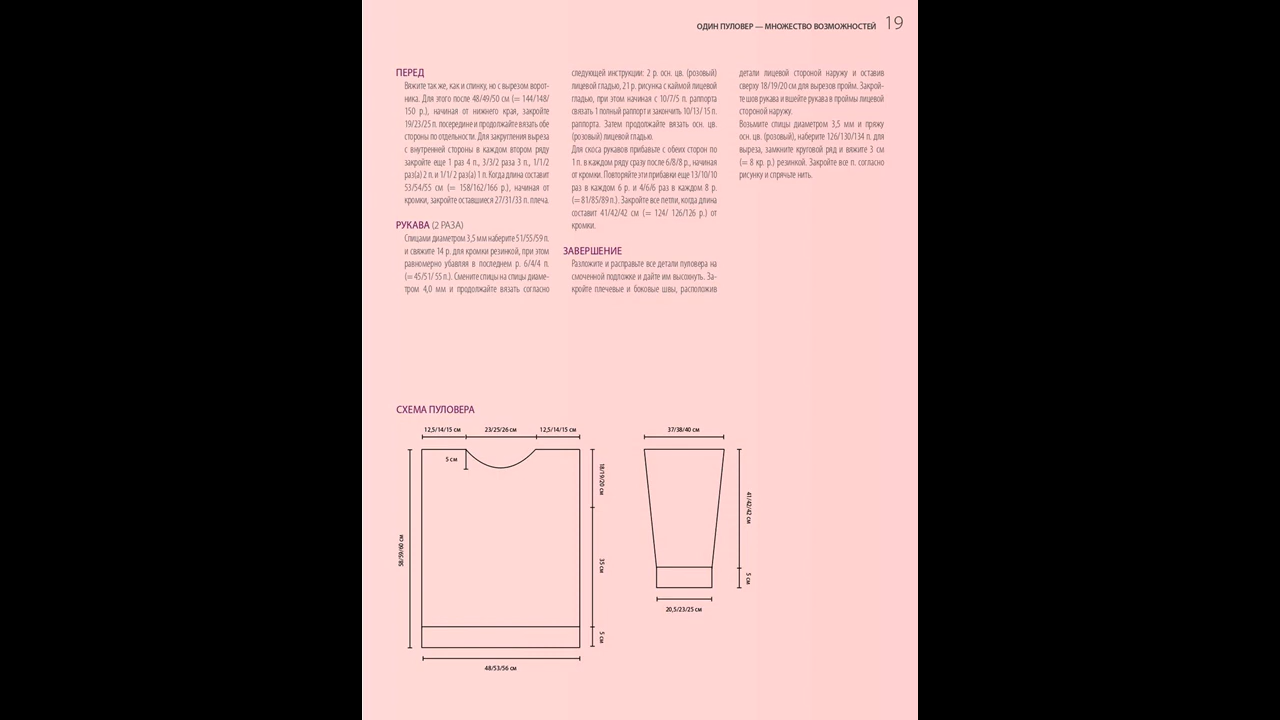 ОДИН ПУЛОВЕР — МНОЖЕСТВО ВОЗМОЖНОСТЕЙ 19
ПЕРЕД
Вяжите так же, как и спинку, но с вырезом ворот-
ника. Для этого после 48/49/50 см (= 144/148/
150 р.), начиная от нижнего края, закройте
19/23/25 п. посередине и продолжайте вязать обе
стороны по отдельности. Для закругления выреза
с внутренней стороны в каждом втором ряду
закройте еще 1 раз 4 п., 3/3/2 раза 3 п., 1/1/2
раз(а) 2 п. и 1/1/ 2 раз(а) 1 п. Когда длина составит
53/54/55 см (= 158/162/166 р.), начиная от
кромки, закройте оставшиеся 27/31/33 п. плеча.
РУКАВА (2 РАЗА)
Спицами диаметром 3,5 мм наберите 51/55/59 п.
и свяжите 14 р. для кромки резинкой, при этом
равномерно убавляя в последнем р. 6/4/4 п.
(= 45/51/ 55 п.). Смените спицы на спицы диаме-
тром 4,0 мм и продолжайте вязать согласно
следующей инструкции: 2 р. осн. цв. (розовый)
лицевой гладью, 21 р. рисунка с каймой лицевой
гладью, при этом начиная с 10/7/5 п. раппорта
связать 1 полный раппорт и закончить 10/13/ 15 п.
раппорта. Затем продолжайте вязать осн. цв.
(розовый) лицевой гладью.
Для скоса рукавов прибавьте с обеих сторон по
1 п. в каждом ряду сразу после 6/8/8 р., начиная
от кромки. Повторяйте эти прибавки еще 13/10/10
раз в каждом 6 р. и 4/6/6 раз в каждом 8 р.
(= 81/85/89 п.). Закройте все петли, когда длина
составит 41/42/42 см (= 124/ 126/126 р.) от
кромки.
ЗАВЕРШЕНИЕ
Разложите и расправьте все детали пуловера на
смоченной подложке и дайте им высохнуть. За-
кройте плечевые и боковые швы, расположив
детали лицевой стороной наружу и оставив
сверху 18/19/20 см для вырезов пройм. Закрой-
те шов рукава и вшейте рукава в проймы лицевой
стороной наружу.
Возьмите спицы диаметром 3,5 мм и пряжу
осн. цв. (розовый), наберите 126/130/134 п. для
выреза, замкните круговой ряд и вяжите 3 см
(= 8 кр. р.) резинкой. Закройте все п. согласно
рисунку и спрячьте нить.
СХЕМА ПУЛОВЕРА
12,5/14/15 см 23/25/26 см 12,5/14/15 см
5 см
18/19/20 см
58/59/60 см
35 см
5 см
48/53/56 см
37/38/40 см
41/42/42 см
5 см
20,5/23/25 см